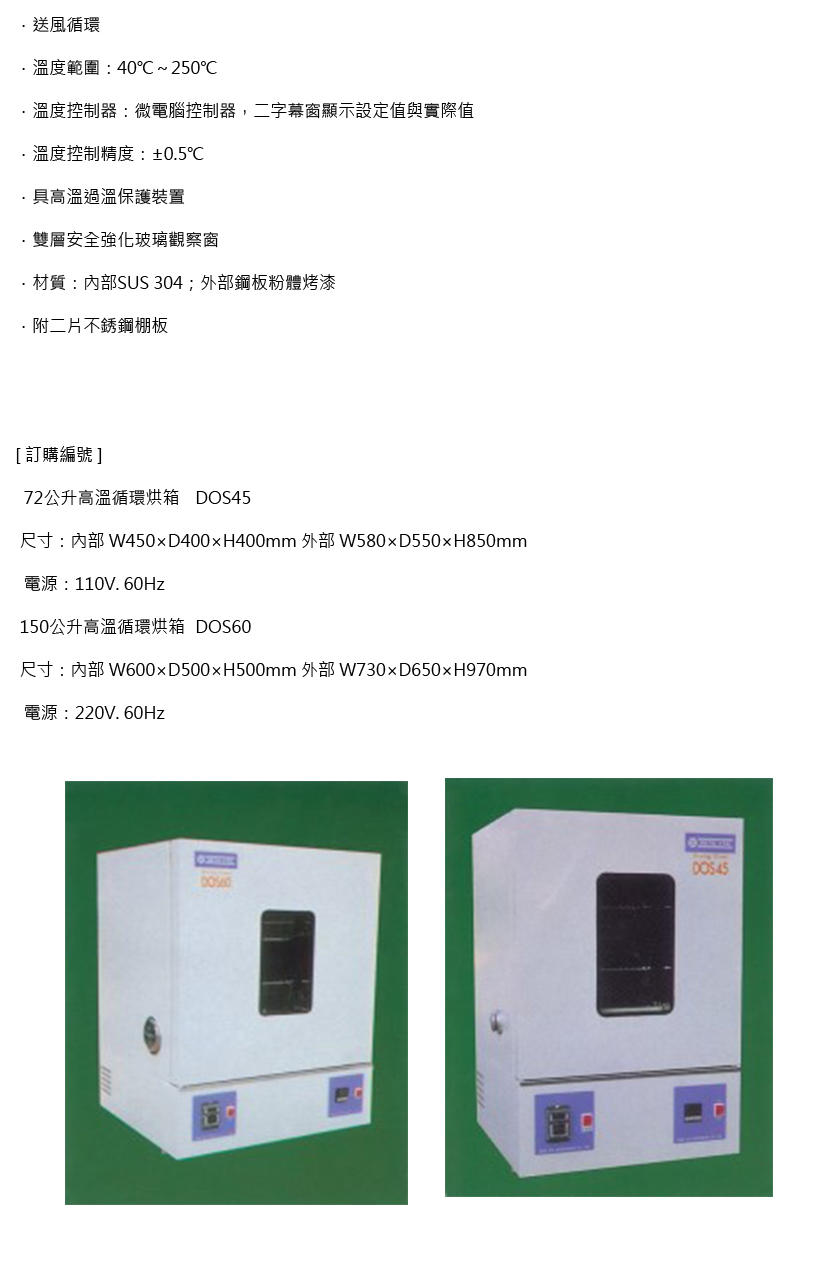 ．送風循環
．溫度範圍：40℃～250℃
．溫度控制器：微電腦控制器，二字幕窗顯示設定值與實際值
．溫度控制精度：±0.5℃
．具高溫過溫保護裝置
．雙層安全強化玻璃觀察窗
．材質：內部SUS 304；外部鋼板粉體烤漆
．附二片不銹鋼棚板
[ 訂購編號 ]
72公升高溫循環烘箱 DOS45
尺寸：內部 W450×D400×H400mm 外部 W580×D550×H850mm
電源：110V. 60Hz
150公升高溫循環烘箱 DOS60
尺寸：內部 W600×D500×H500mm 外部 W730×D650×H970mm
電源：220V. 60Hz
DOS60
DOS45